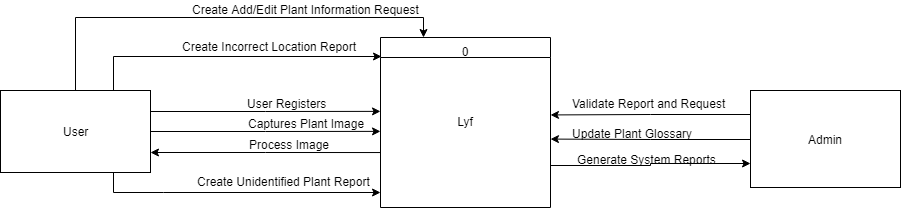 Create Add/Edit Plant Information Request
Create Incorrect Location Report
0
User Registers
Validate Report and Request
Captures Plant Image
Lyf
User
Update Plant Glossary
Admin
Process Image
Generate System Reports
Create Unidentified Plant Report